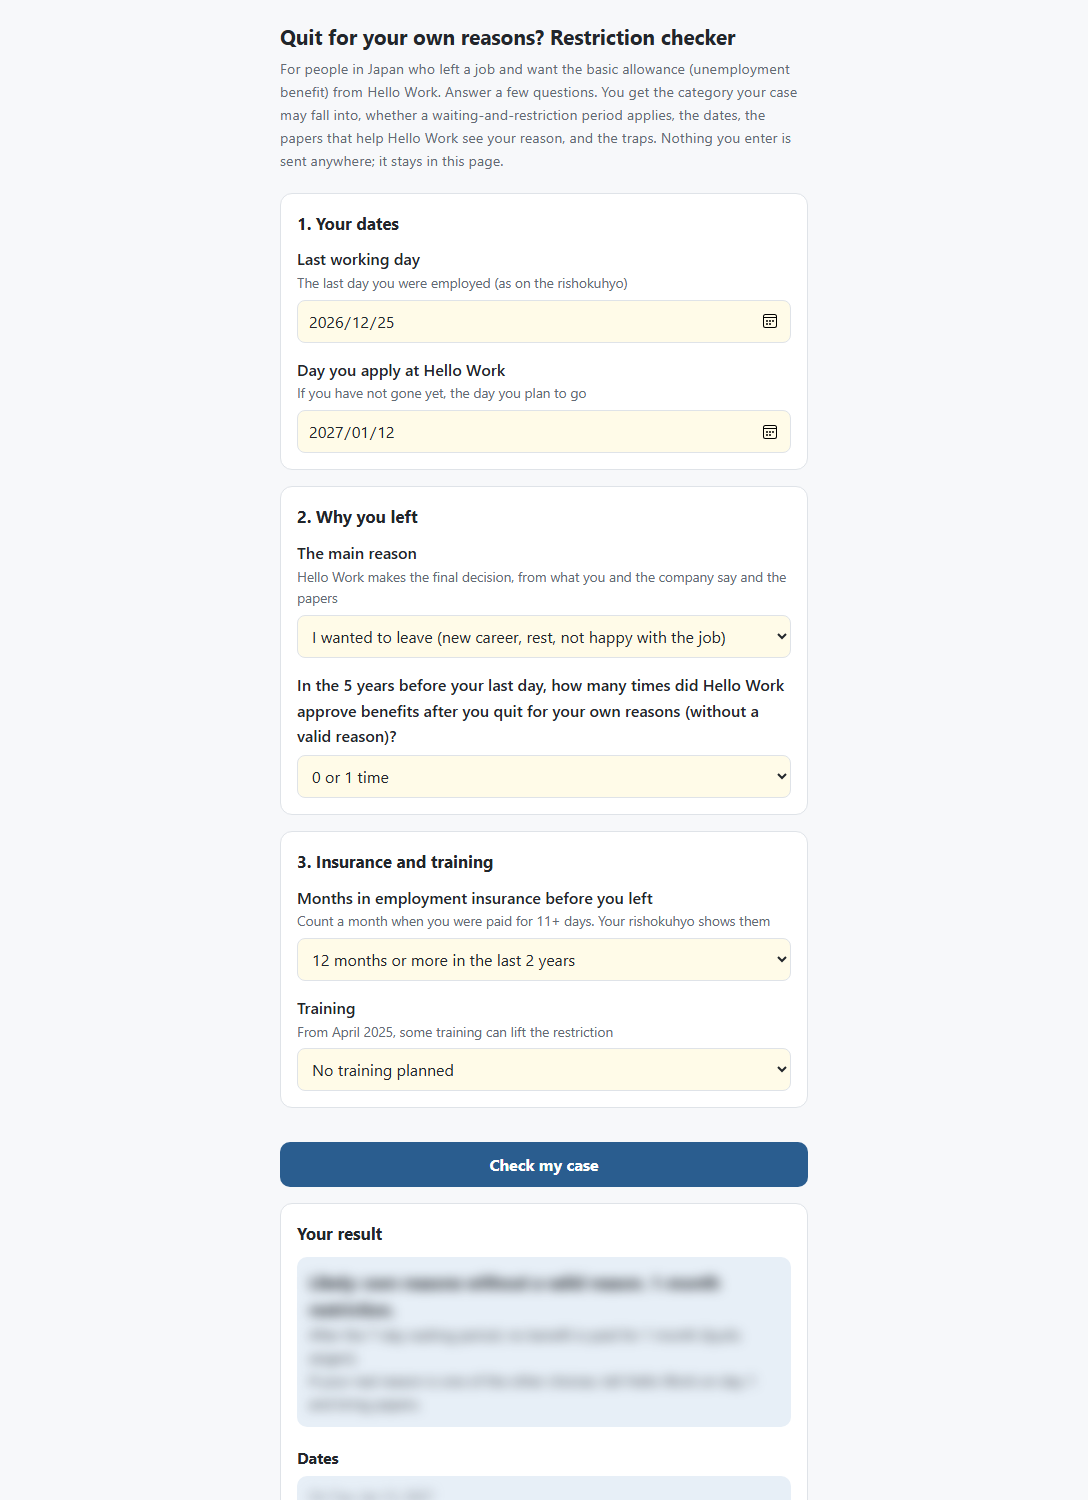 Quit for your own reasons? Restriction checker
For people in Japan who left a job and want the basic allowance (unemployment
benefit) from Hello Work. Answer a few questions. You get the category your case
may fall into, whether a waiting-and-restriction period applies, the dates, the
papers that help Hello Work see your reason, and the traps. Nothing you enter is
sent anywhere; it stays in this page.
1. Your dates
Last working day
The last day you were employed (as on the rishokuhyo)
2026/12/25
Day you apply at Hello Work
If you have not gone yet, the day you plan to go
2027/01/12
2. Why you left
The main reason
Hello Work makes the final decision, from what you and the company say and the
papers
I wanted to leave (new career, rest, not happy with the job)
In the 5 years before your last day, how many times did Hello Work
approve benefits after you quit for your own reasons (without a
valid reason)?
0 or 1 time
3. Insurance and training
Months in employment insurance before you left
Count a month when you were paid for 11+ days. Your rishokuhyo shows them
12 months or more in the last 2 years
Training
From April 2025, some training can lift the restriction
No training planned
Check my case
Your result
Dates